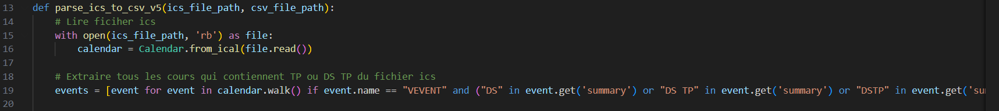 13 def parse_ics_to_csv_v5(ics_file_path, csv_file_path):
14 # Lire ficiher ics
15 with open(ics_file_path, 'rb') as file:
16 calendar = Calendar.from_ical(file.read())
17
18 # Extraire tous les cours qui contiennent TP ou DS TP du fichier ics
19 events = [event for event in calendar.walk() if event.name == "VEVENT" and ("DS" in event.get('summary') or "DS TP" in event.get('summary') or "DSTP" in event.get('su
20